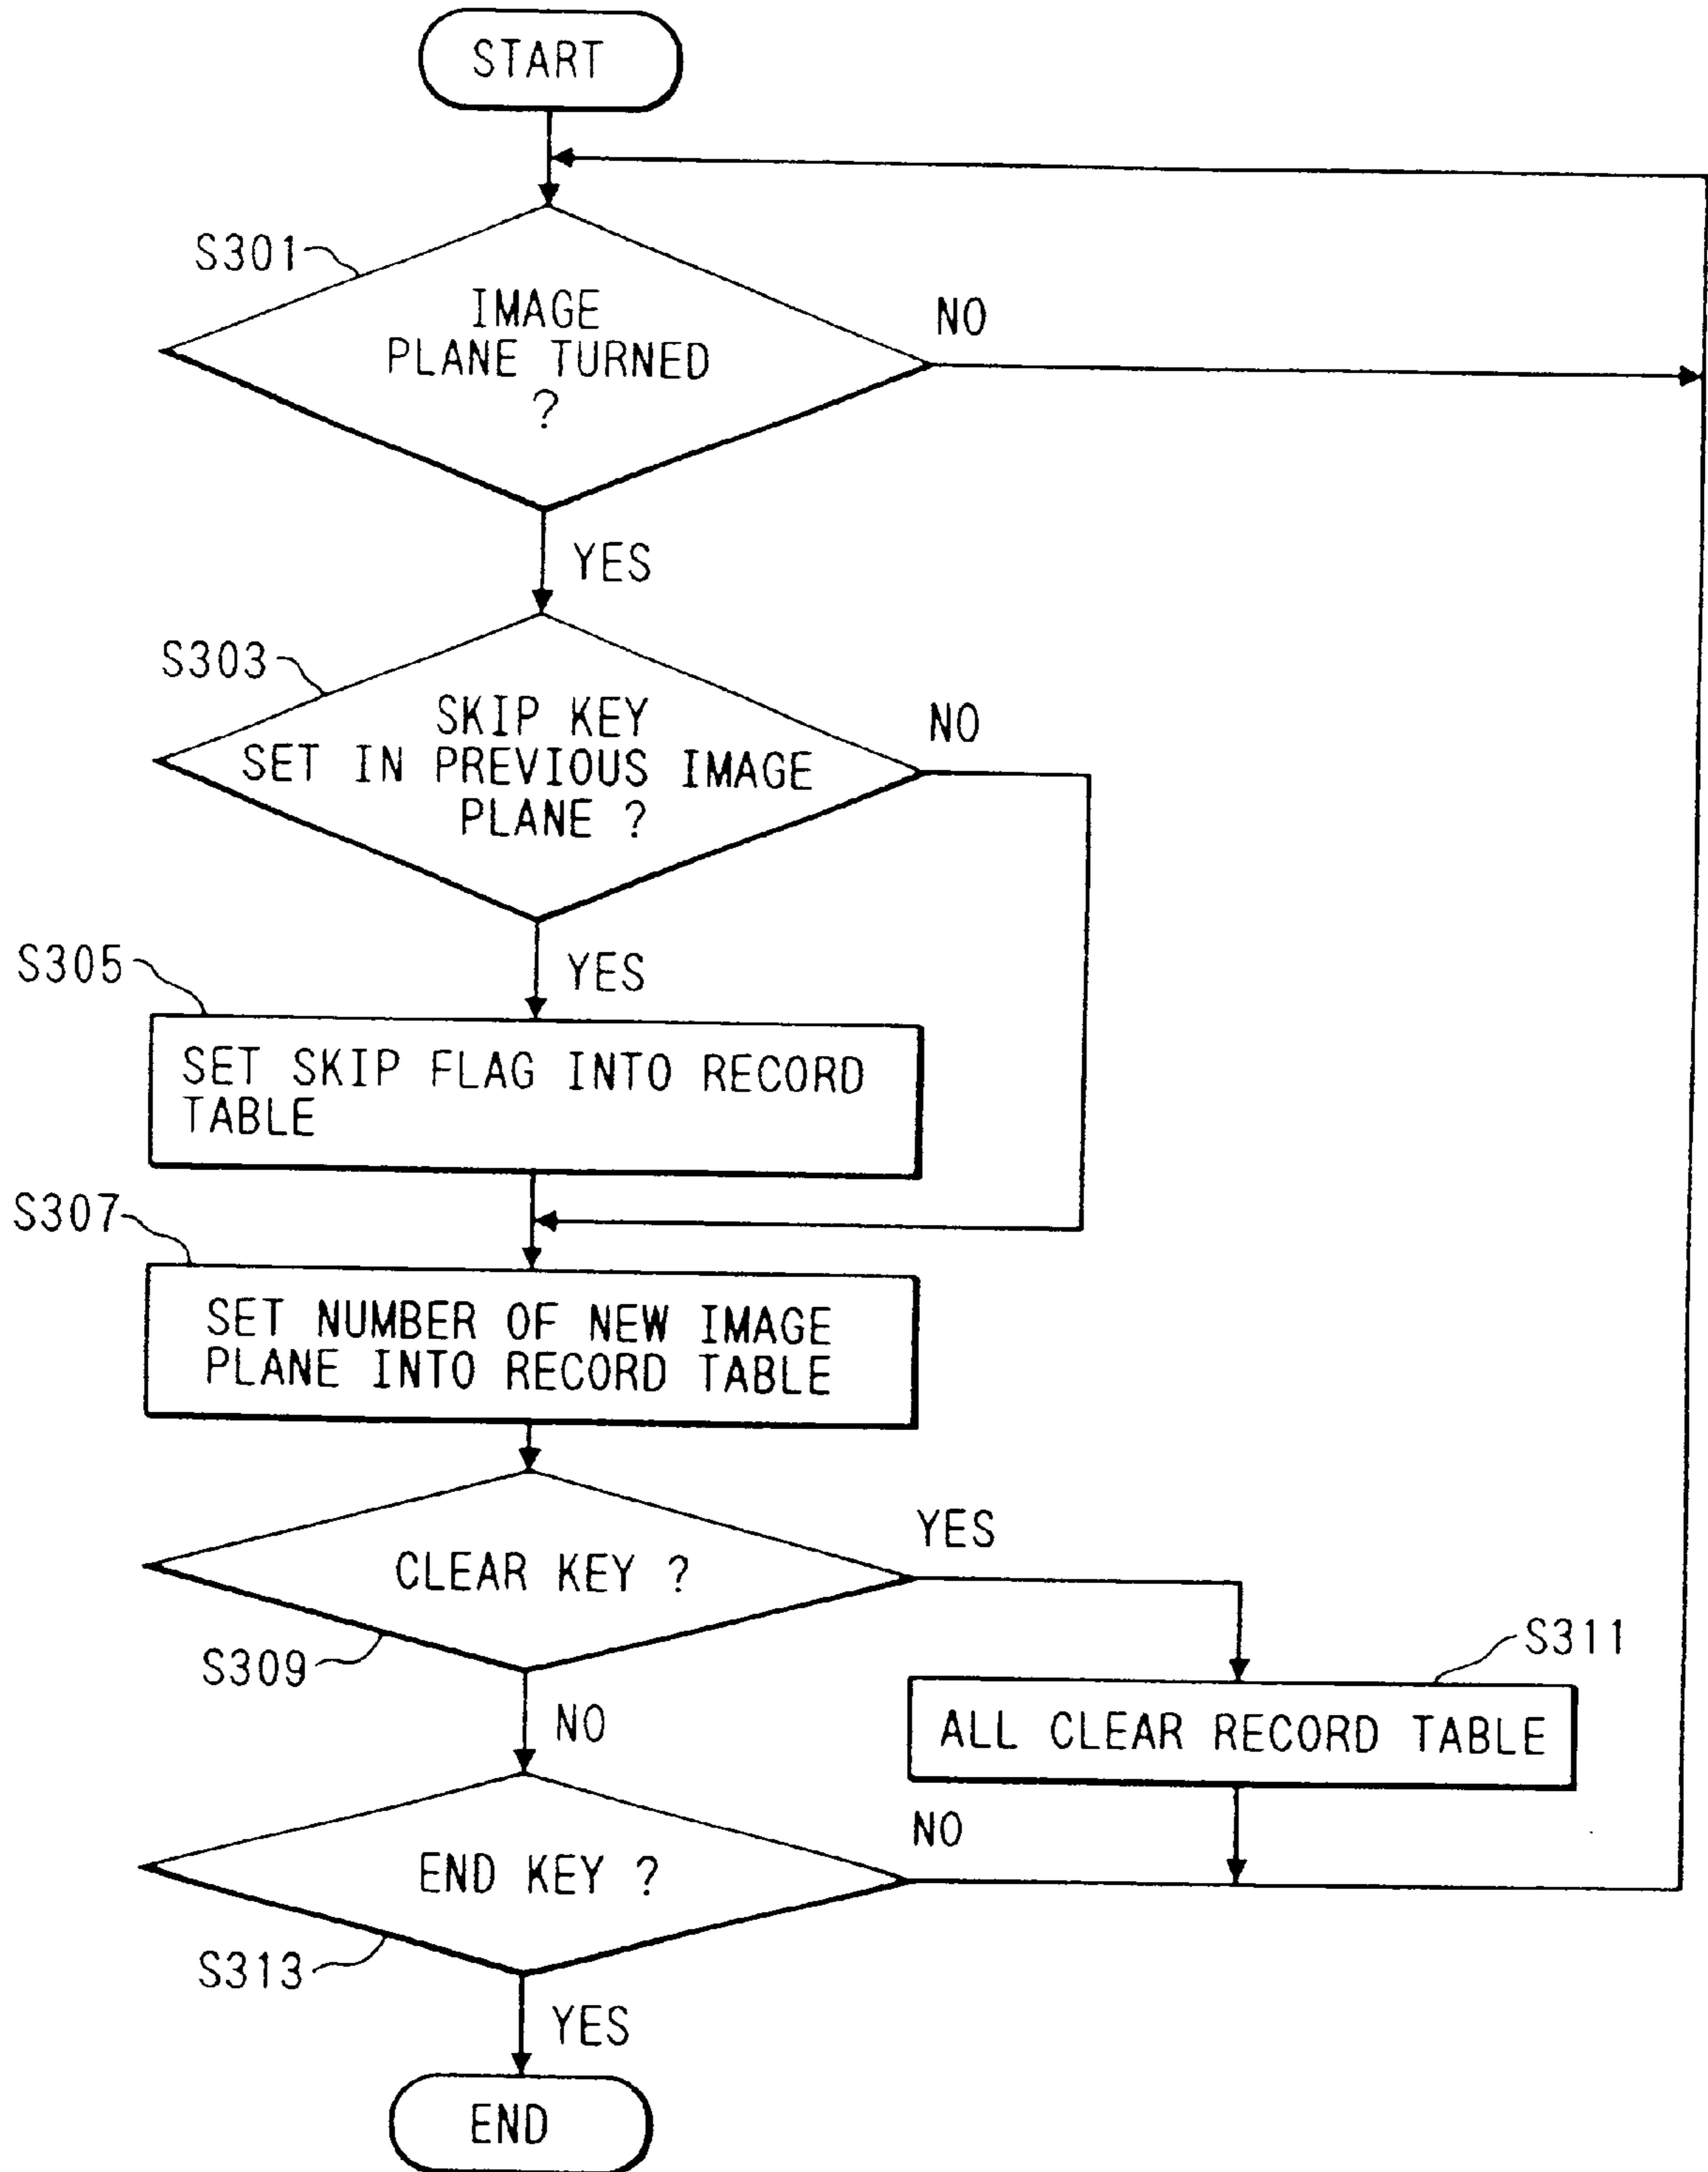 START
S301
IMAGE
PLANE TURNED
?
NO
YES
S303
SKIP KEY
SET IN PREVIOUS IMAGE
PLANE ?
NO
YES
S305
SET SKIP FLAG INTO RECORD
TABLE
S307
SET NUMBER OF NEW IMAGE
PLANE INTO RECORD TABLE
CLEAR KEY ?
YES
S309
NO
S311
ALL CLEAR RECORD TABLE
END KEY ?
NO
S313
YES
END